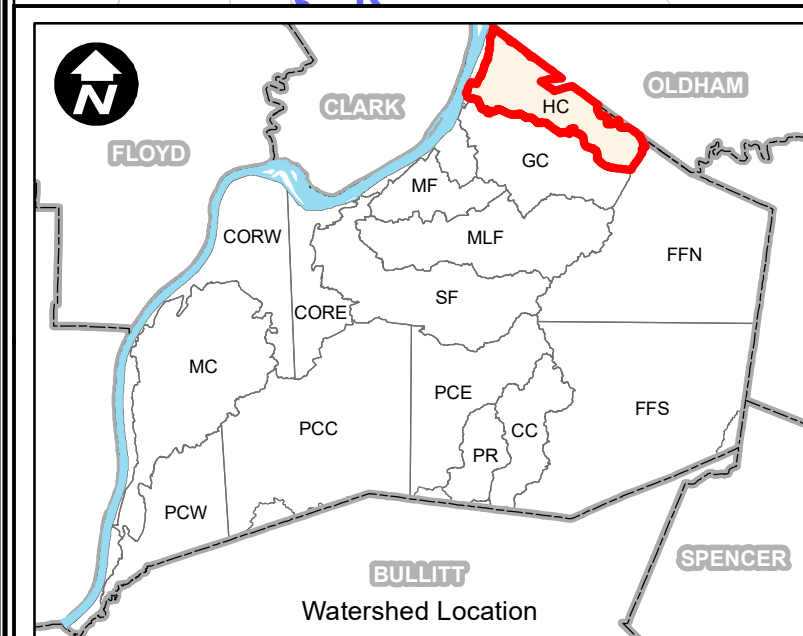 N
OLDHAM
CLARK
HC
FLOYD
GC
MF
CORW
MLF
FFN
SF
CORE
MC
PCE
FFS
PCC
CC
PR
PCW
SPENCER
BULLITT
Watershed Location